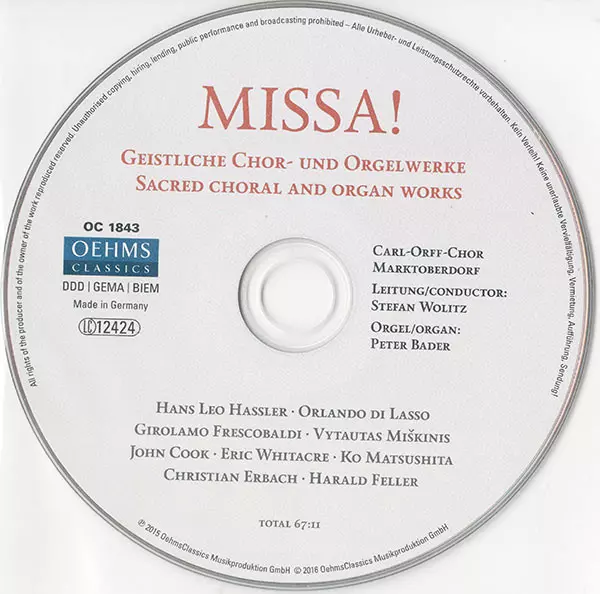 All rights of the producer and of the owner of the work reproduced reserved. Unauthorised copying, hiring, lending, public performance and broadcasting prohibited – Alle Urheber- und Leistungsschutzrechte vorbehalten. Kein Verleih! Keine unerlaubte Vervielfältigung, Vermietung, Aufführung, Sendung!
MISSA!
GEISTLICHE CHOR- UND ORGELWERKE
SACRED CHORAL AND ORGAN WORKS
OC 1843
OEHMS
CLASSICS
DDD | GEMA | BIEM
Made in Germany
LC 12424
CARL-ORFF-CHOR
MARKTOBERDORF
LEITUNG/CONDUCTOR:
STEFAN WOLITZ
ORGEL/ORGAN:
PETER BADER
HANS LEO HASSLER · ORLANDO DI LASSO
GIROLAMO FRESCOBALDI · VYTAUTAS MIŠKINIS
JOHN COOK · ERIC WHITACRE · KO MATSUSHITA
CHRISTIAN ERBACH · HARALD FELLER
TOTAL 67:11
℗ 2015 OehmsClassics Musikproduktion GmbH © 2016 OehmsClassics Musikproduktion GmbH